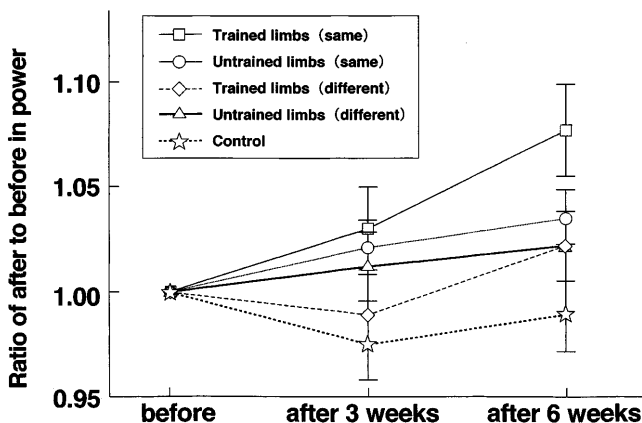 Trained limbs (same)
Untrained limbs (same)
Trained limbs (different)
Untrained limbs (different)
Control
Ratio of after to before in power
1.10
1.05
1.00
0.95
before
after 3 weeks
after 6 weeks